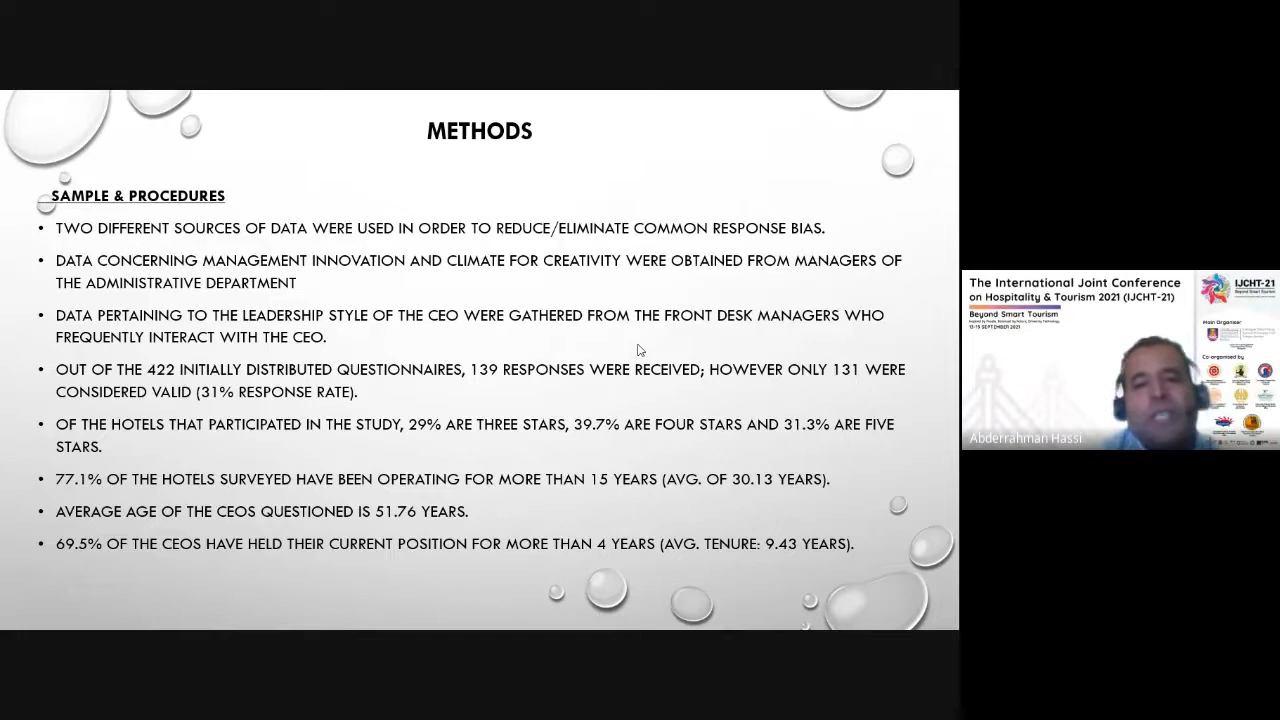 METHODS
SAMPLE & PROCEDURES
• TWO DIFFERENT SOURCES OF DATA WERE USED IN ORDER TO REDUCE/ELIMINATE COMMON RESPONSE BIAS.
• DATA CONCERNING MANAGEMENT INNOVATION AND CLIMATE FOR CREATIVITY WERE OBTAINED FROM MANAGERS OF
THE ADMINISTRATIVE DEPARTMENT
• DATA PERTAINING TO THE LEADERSHIP STYLE OF THE CEO WERE GATHERED FROM THE FRONT DESK MANAGERS WHO
FREQUENTLY INTERACT WITH THE CEO.
• OUT OF THE 422 INITIALLY DISTRIBUTED QUESTIONNAIRES, 139 RESPONSES WERE RECEIVED; HOWEVER ONLY 131 WERE
CONSIDERED VALID (31% RESPONSE RATE).
• OF THE HOTELS THAT PARTICIPATED IN THE STUDY, 29% ARE THREE STARS, 39.7% ARE FOUR STARS AND 31.3% ARE FIVE
STARS.
• 77.1% OF THE HOTELS SURVEYED HAVE BEEN OPERATING FOR MORE THAN 15 YEARS (AVG. OF 30.13 YEARS).
• AVERAGE AGE OF THE CEOS QUESTIONED IS 51.76 YEARS.
• 69.5% OF THE CEOS HAVE HELD THEIR CURRENT POSITION FOR MORE THAN 4 YEARS (AVG. TENURE: 9.43 YEARS).
The International Joint Conference
on Hospitality & Tourism 2021 (IJCHT-21)
Beyond Smart Tourism
13-15 SEPTEMBER 2021
IJCHT-21
Beyond Smart Tourism
Main Organiser
Co-organised by
Abderrahman Hassi